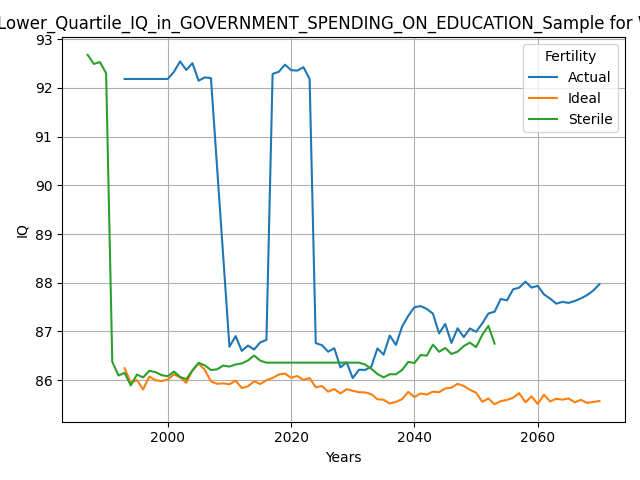 Lower_Quartile_IQ_in_GOVERNMENT_SPENDING_ON_EDUCATION_Sample for
93
92
91
90
89
88
87
86
IQ
Fertility
Actual
Ideal
Sterile
2000
2020
2040
2060
Years